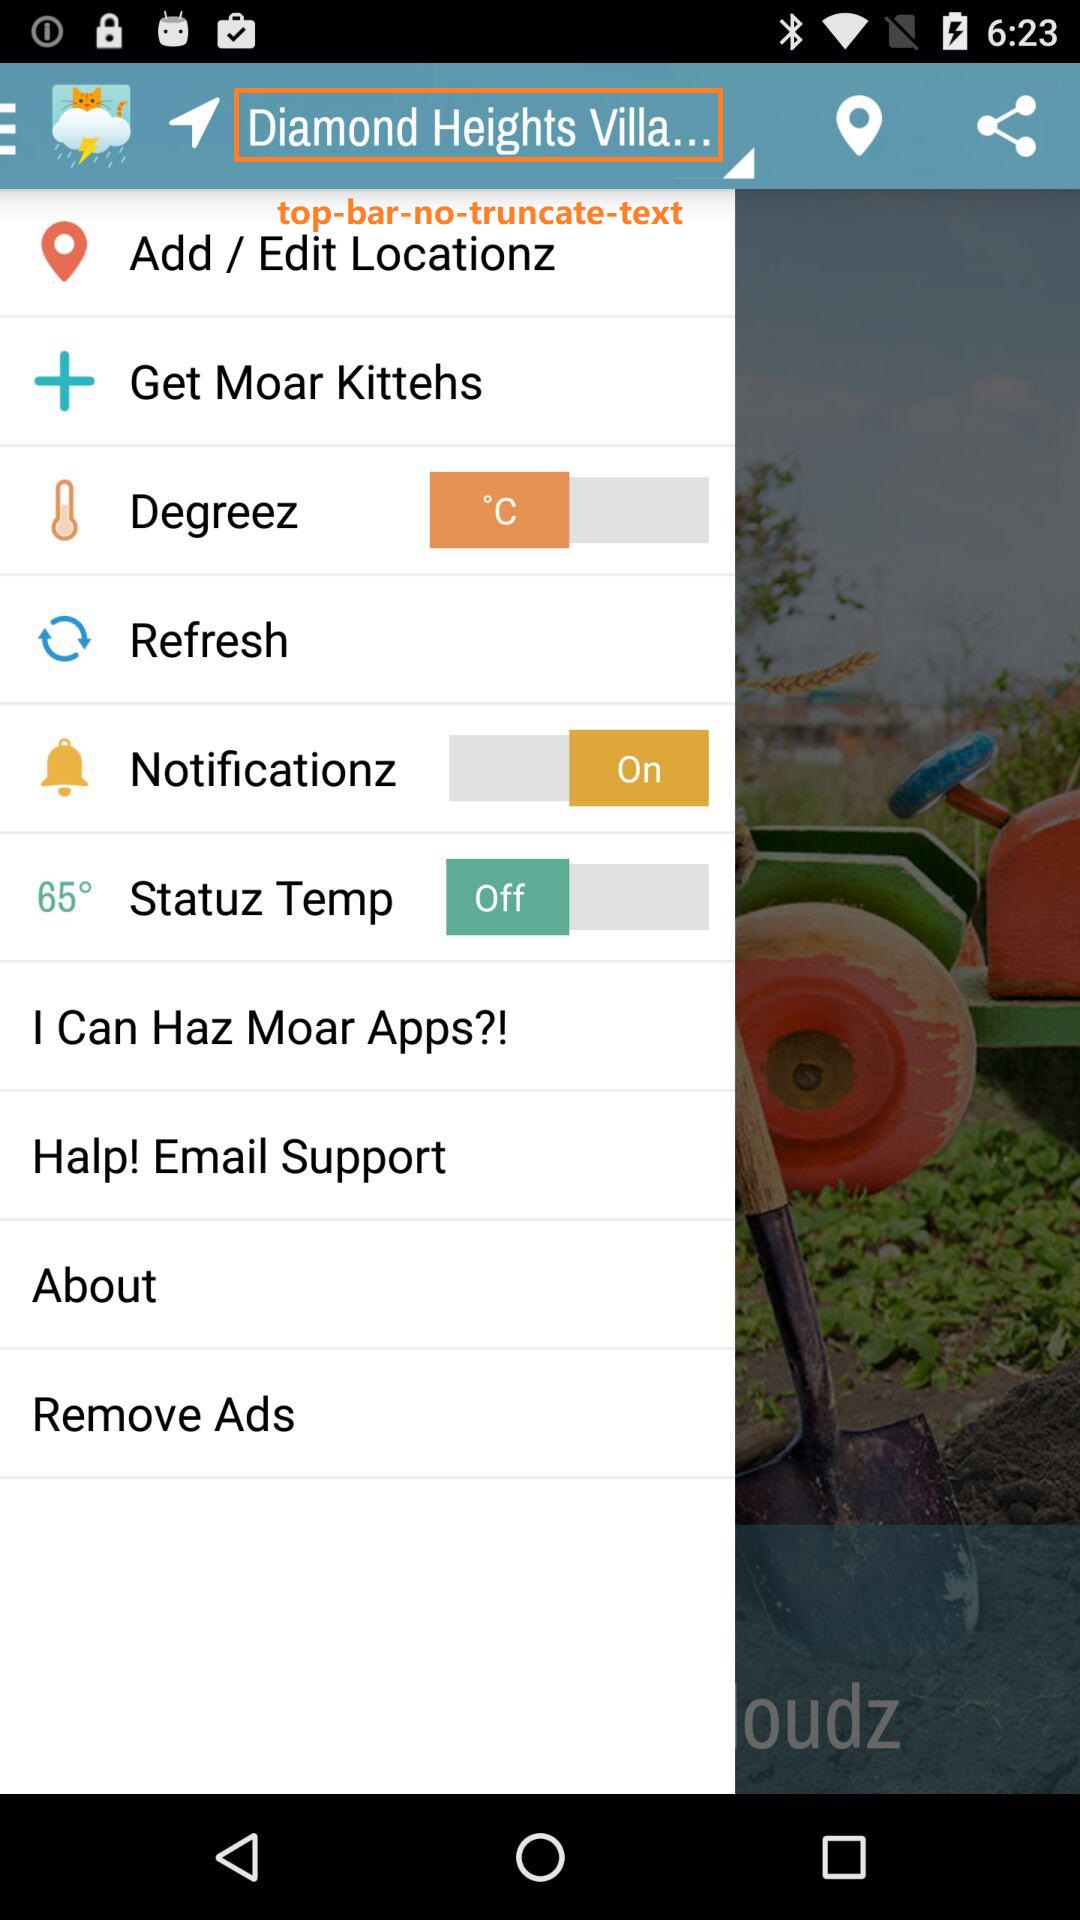 6:23
Diamond Heights Villa...
top-bar-no-truncate-text
Add / Edit Locationz
Get Moar Kittehs
Degreez °C
Refresh
Notificationz On
65° Statuz Temp Off
I Can Haz Moar Apps?!
Halp! Email Support
About
Remove Ads
loudz